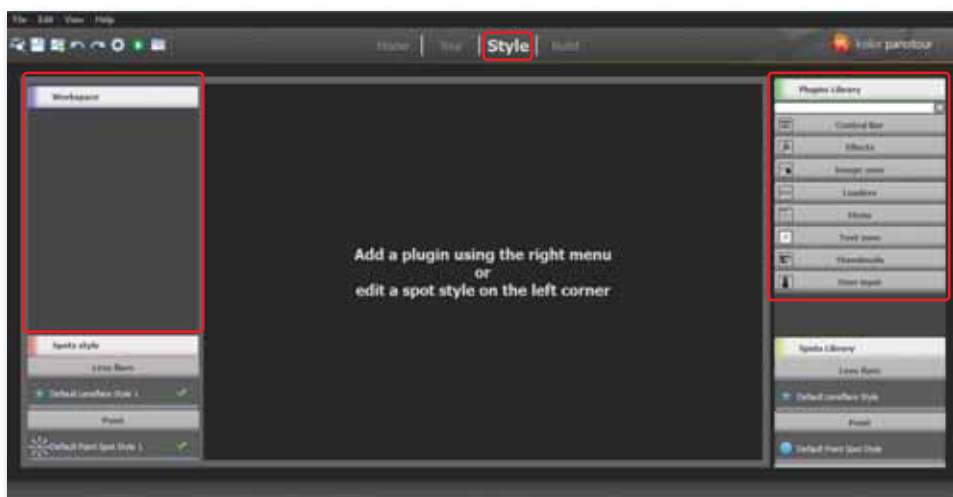 File Edit View Help
Home Tour Style Build
kolor panotour
Workspace
Plugins Library
Control Bar
Effects
Image zone
Loaders
Menu
Text zone
Thumbnails
User input
Add a plugin using the right menu
or
edit a spot style on the left corner
Spots style
Lens flare
Default Lensflare Style 1
Point
Default Point Spot Style 1
Spots Library
Lens flare
Default Lensflare Style
Point
Default Point Spot Style